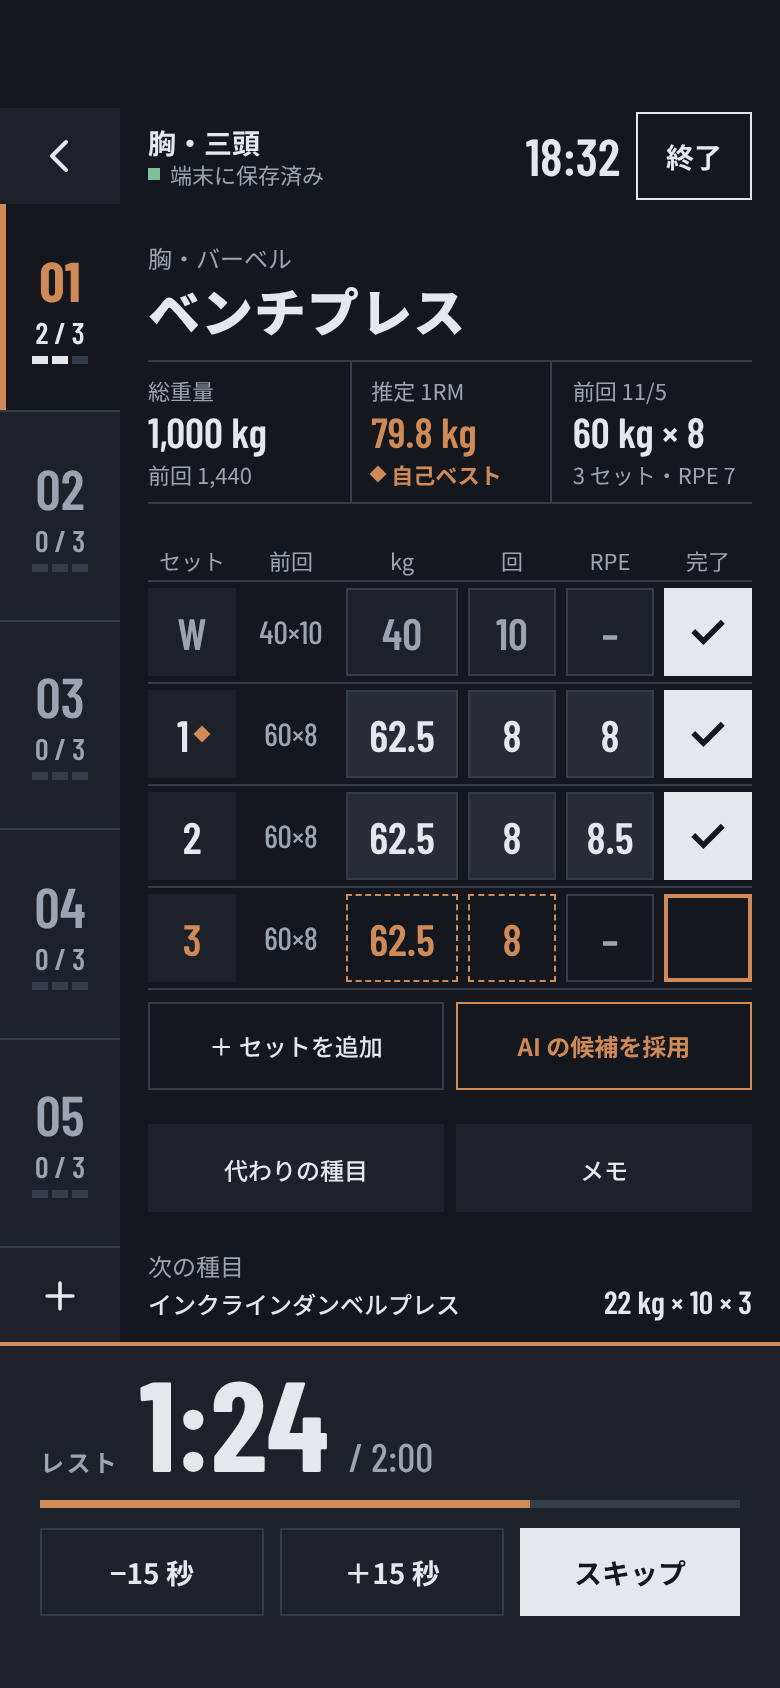 胸・三頭
端末に保存済み
18:32
終了
01
2 / 3
02
0 / 3
03
0 / 3
04
0 / 3
05
0 / 3
+
胸・バーベル
ベンチプレス
総重量
1,000 kg
前回 1,440
推定 1RM
79.8 kg
◆ 自己ベスト
前回 11/5
60 kg × 8
3 セット・RPE 7
セット 前回 kg 回 RPE 完了
W 40×10 40 10 – ✓
1◆ 60×8 62.5 8 8 ✓
2 60×8 62.5 8 8.5 ✓
3 60×8 62.5 8 –
＋ セットを追加
AI の候補を採用
代わりの種目
メモ
次の種目
インクラインダンベルプレス 22 kg × 10 × 3
レスト 1:24 / 2:00
−15 秒
＋15 秒
スキップ